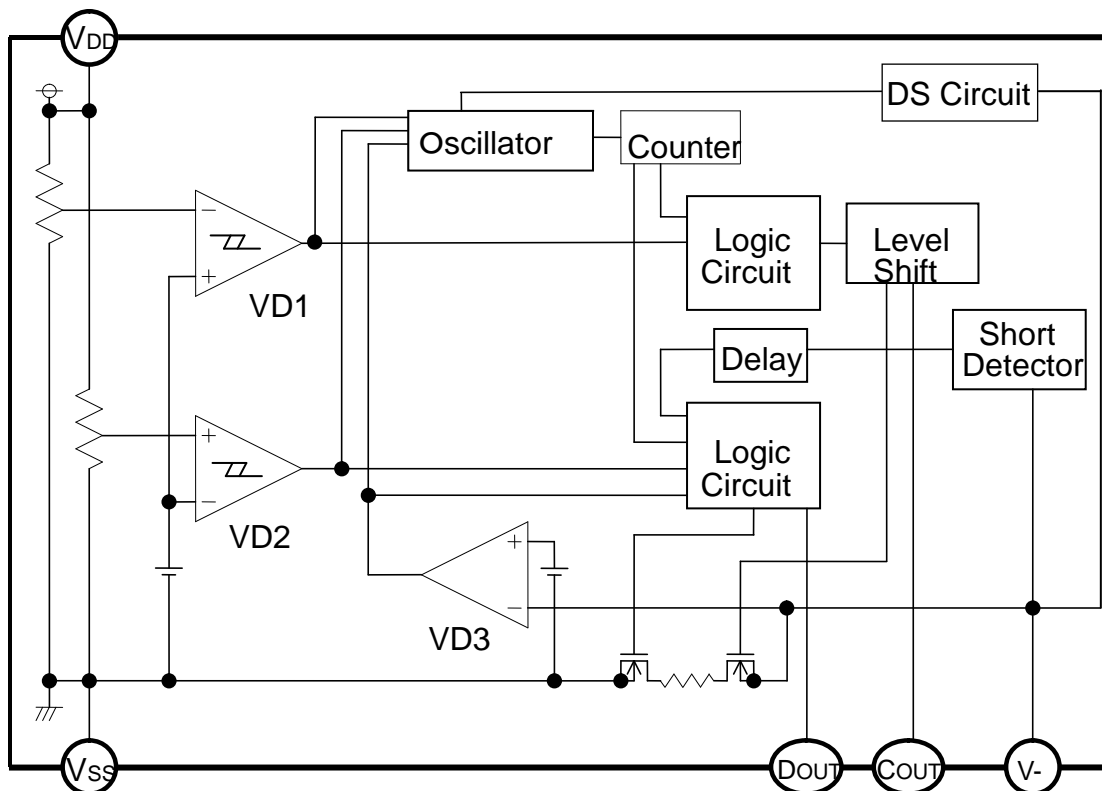 VDD
DS Circuit
Oscillator
Counter
−
+
VD1
Logic
Circuit
Level
Shift
Short
Detector
Delay
+
−
VD2
Logic
Circuit
+
−
VD3
VSS
DOUT
COUT
V-